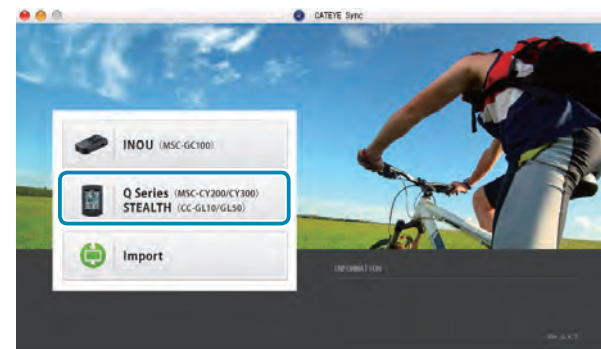 CATEYE Sync
INOU (MSC-GC100)
Q Series (MSC-CY200/CY300)
STEALTH (CC-GL10/GL50)
Import
INFORMATION